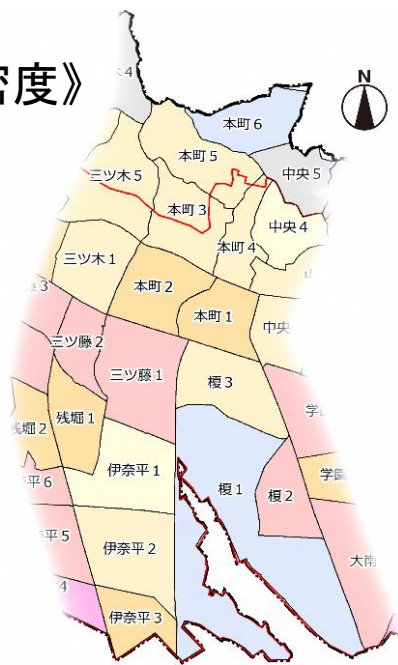 密度》
4
N
本町6
本町5
中央5
三ツ木5
本町3
中央4
本町4
三ツ木1
本町2
3
本町1
中央
三ツ藤2
三ツ藤1
榎3
学園
残堀1
残堀2
伊奈平1
学園
平6
榎1
榎2
伊奈平2
平5
大南
4
伊奈平3